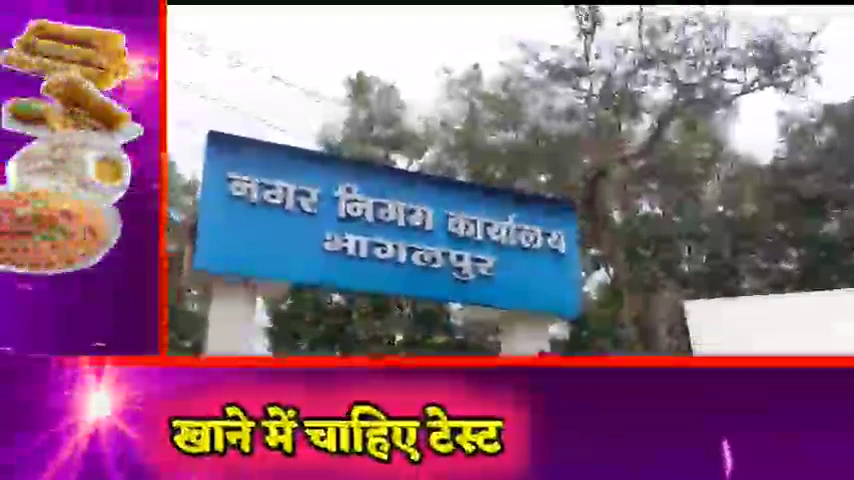 नगर निगम कार्यालय
भागलपुर
खाने में चाहिए टेस्ट